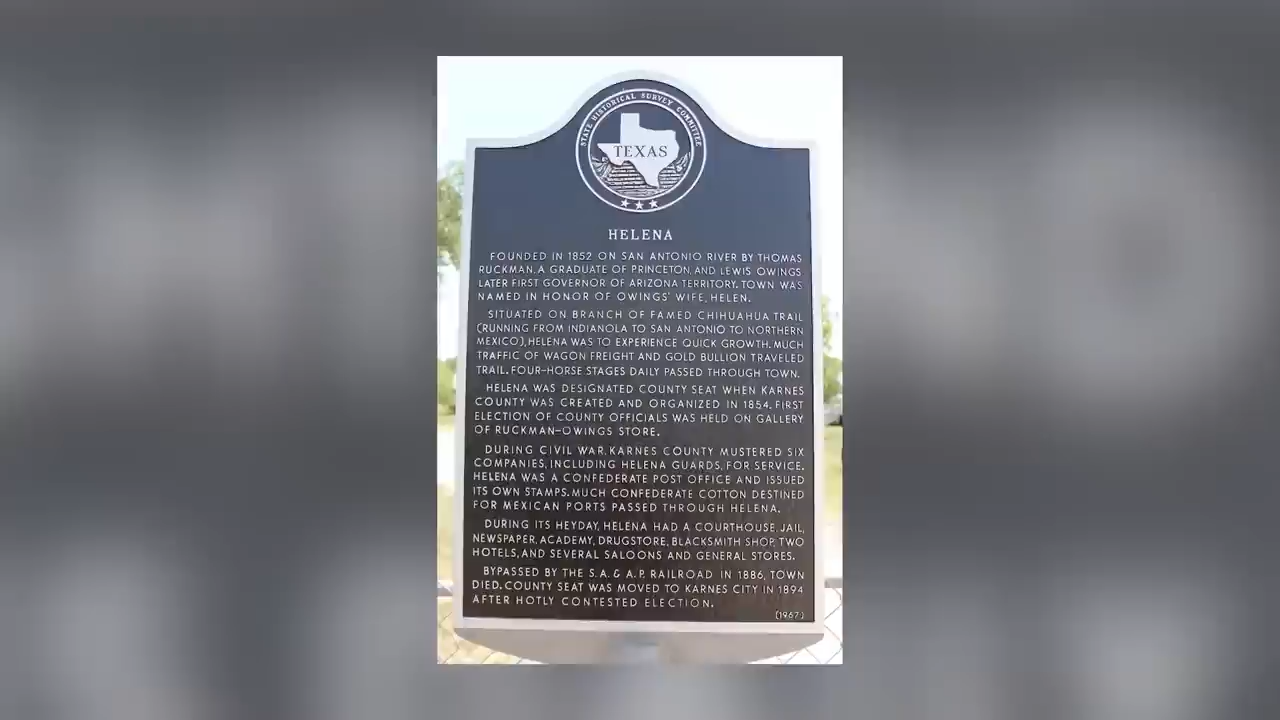 STATE HISTORICAL SURVEY COMMITTEE
TEXAS
HELENA
FOUNDED IN 1852 ON SAN ANTONIO RIVER BY THOMAS
RUCKMAN, A GRADUATE OF PRINCETON, AND LEWIS OWINGS
LATER FIRST GOVERNOR OF ARIZONA TERRITORY. TOWN WAS
NAMED IN HONOR OF OWINGS' WIFE, HELEN.
SITUATED ON BRANCH OF FAMED CHIHUAHUA TRAIL
(RUNNING FROM INDIANOLA TO SAN ANTONIO TO NORTHERN
MEXICO), HELENA WAS TO EXPERIENCE QUICK GROWTH. MUCH
TRAFFIC OF WAGON FREIGHT AND GOLD BULLION TRAVELED
TRAIL. FOUR-HORSE STAGES DAILY PASSED THROUGH TOWN.
HELENA WAS DESIGNATED COUNTY SEAT WHEN KARNES
COUNTY WAS CREATED AND ORGANIZED IN 1854. FIRST
ELECTION OF COUNTY OFFICIALS WAS HELD ON GALLERY
OF RUCKMAN-OWINGS STORE.
DURING CIVIL WAR, KARNES COUNTY MUSTERED SIX
COMPANIES, INCLUDING HELENA GUARDS, FOR SERVICE.
HELENA WAS A CONFEDERATE POST OFFICE AND ISSUED
ITS OWN STAMPS. MUCH CONFEDERATE COTTON DESTINED
FOR MEXICAN PORTS PASSED THROUGH HELENA.
DURING ITS HEYDAY, HELENA HAD A COURTHOUSE, JAIL,
NEWSPAPER, ACADEMY, DRUGSTORE, BLACKSMITH SHOP, TWO
HOTELS, AND SEVERAL SALOONS AND GENERAL STORES.
BYPASSED BY THE S.A. & A.P. RAILROAD IN 1886, TOWN
DIED. COUNTY SEAT WAS MOVED TO KARNES CITY IN 1894
AFTER HOTLY CONTESTED ELECTION.
(1967)